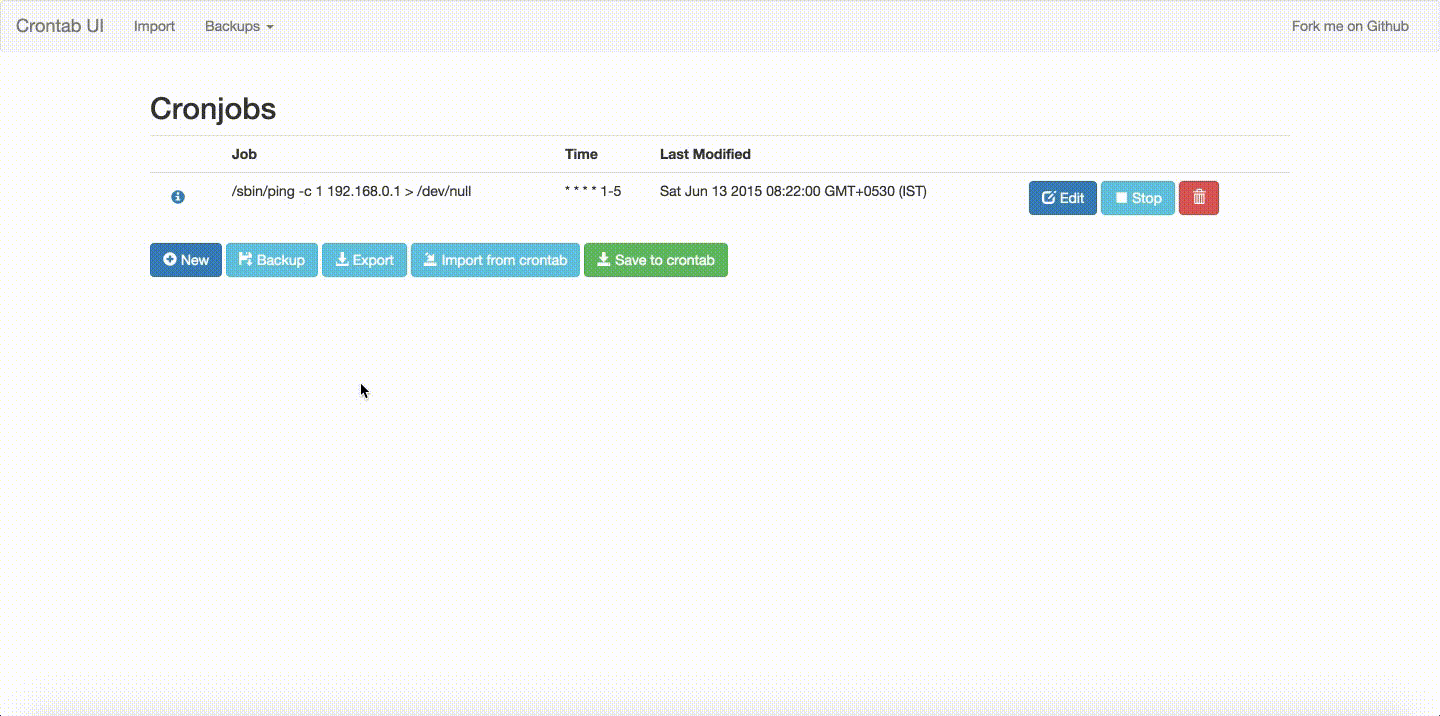 Crontab UI Import Backups Fork me on Github
Cronjobs
Job Time Last Modified
/sbin/ping -c 1 192.168.0.1 > /dev/null * * * * 1-5 Sat Jun 13 2015 08:22:00 GMT+0530 (IST) Edit Stop
New Backup Export Import from crontab Save to crontab